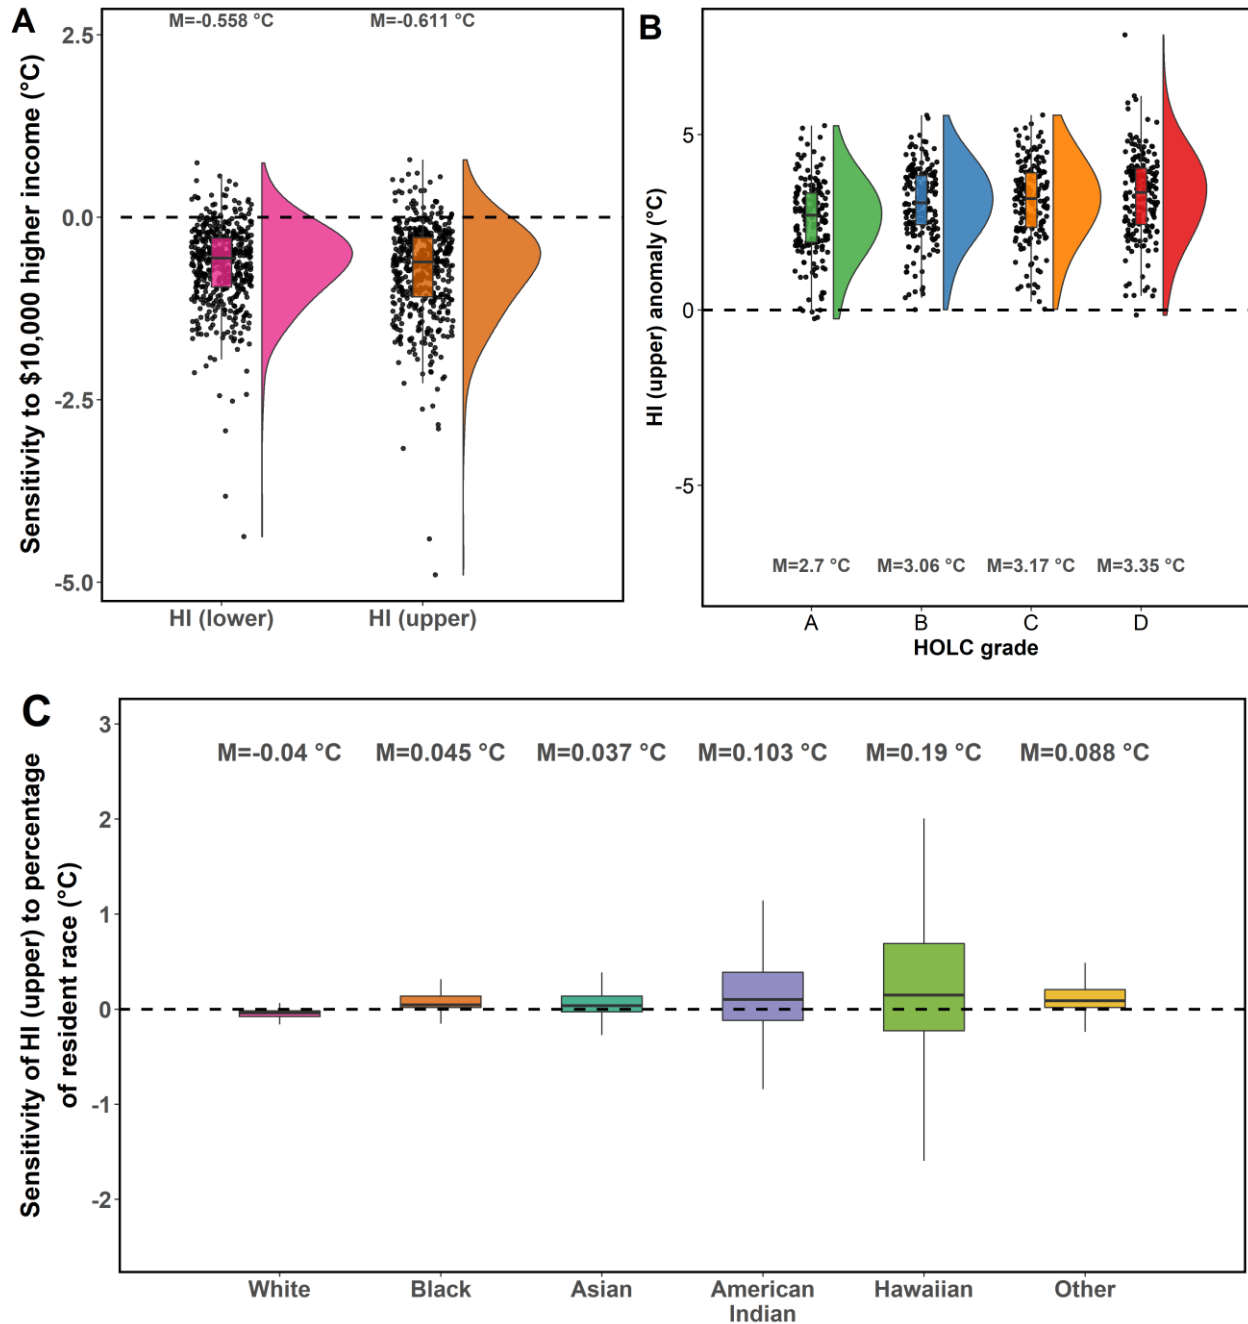 A
M=-0.558 °C
M=-0.611 °C
Sensitivity to $10,000 higher income (°C)
2.5
0.0
-2.5
-5.0
HI (lower)
HI (upper)
B
HI (upper) anomaly (°C)
5
0
-5
M=2.7 °C
M=3.06 °C
M=3.17 °C
M=3.35 °C
A
B
C
D
HOLC grade
C
Sensitivity of HI (upper) to percentage
of resident race (°C)
3
2
1
0
-1
-2
M=-0.04 °C
M=0.045 °C
M=0.037 °C
M=0.103 °C
M=0.19 °C
M=0.088 °C
White
Black
Asian
American
Indian
Hawaiian
Other